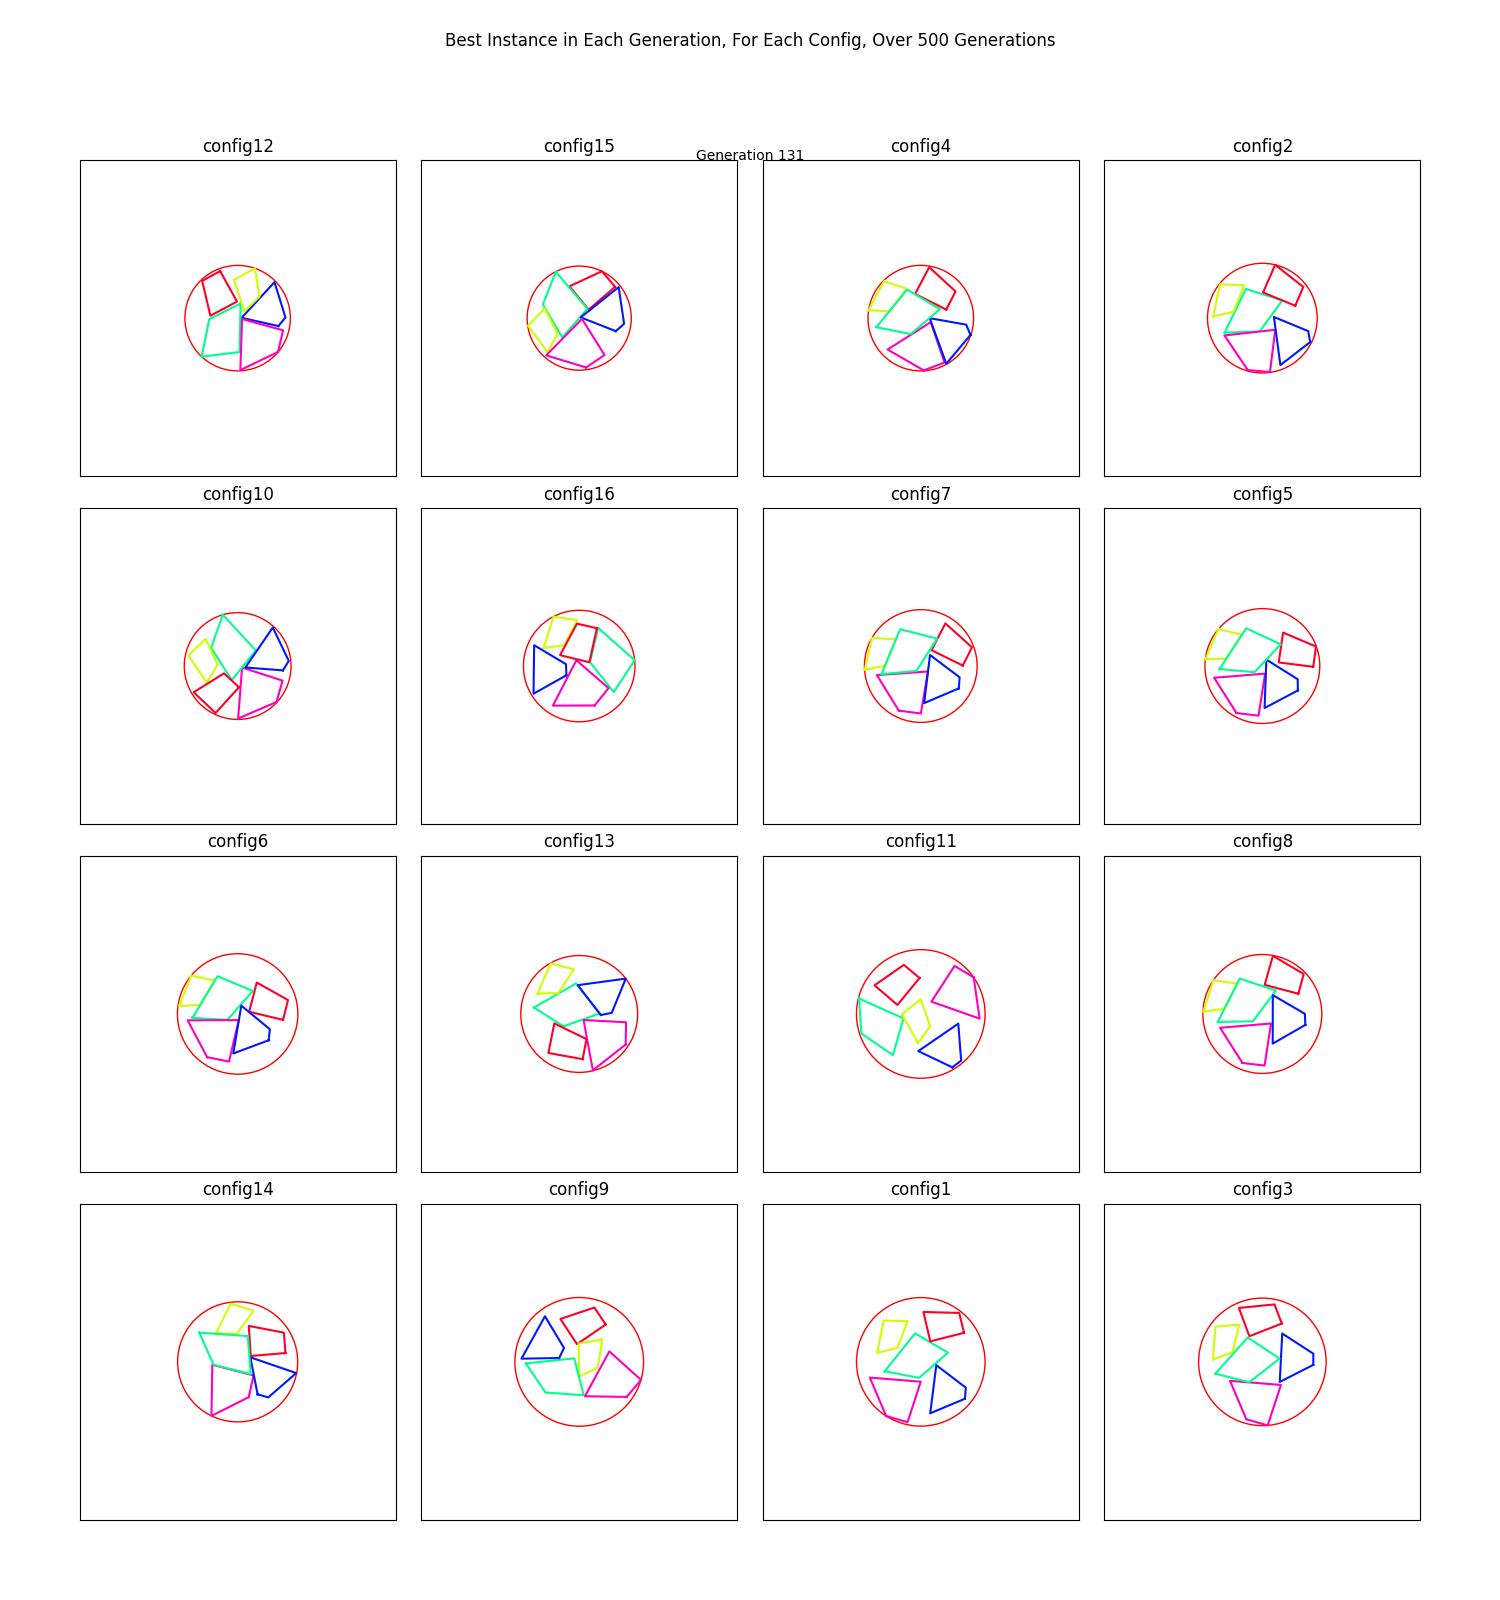 Best Instance in Each Generation, For Each Config, Over 500 Generations
Generation 131
config12
config15
config4
config2
config10
config16
config7
config5
config6
config13
config11
config8
config14
config9
config1
config3